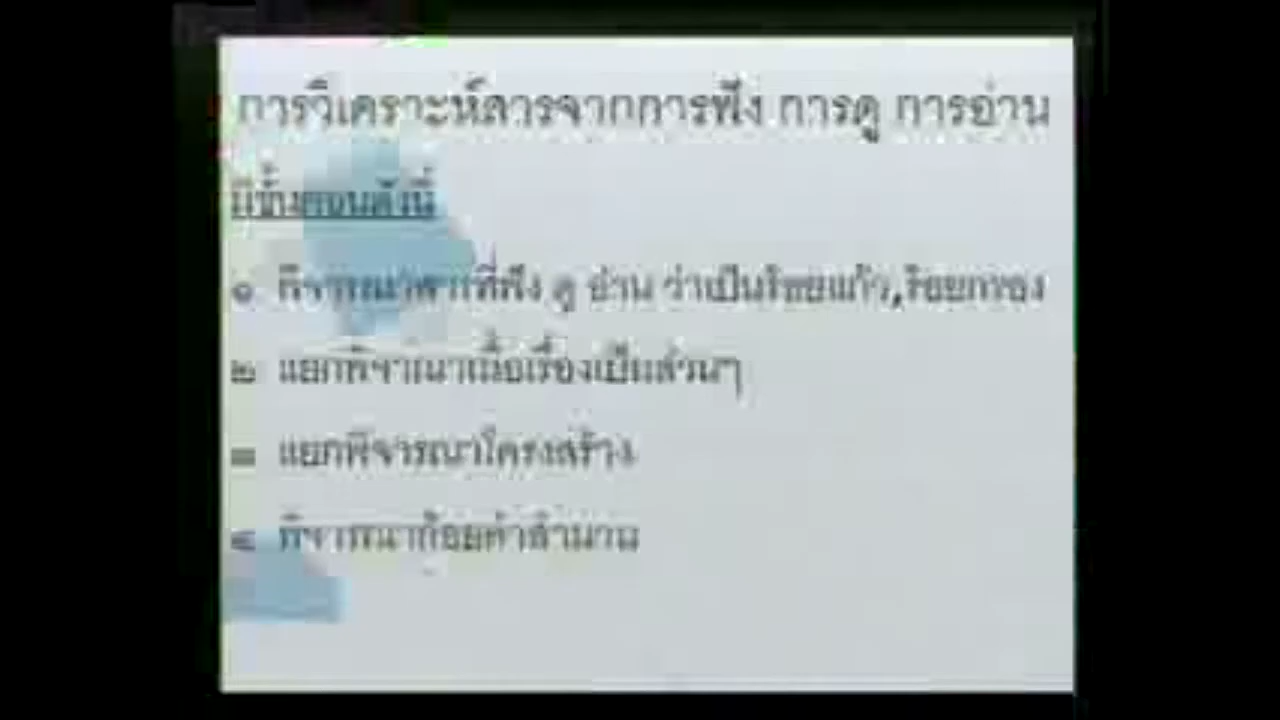 การวิเคราะห์สารจากการฟัง การดู การอ่าน
มีขั้นตอนดังนี้
๑ พิจารณาสารที่ฟัง ดู อ่าน ว่าเป็นร้อยแก้ว,ร้อยกรอง
๒ แยกพิจารณาเนื้อเรื่องเป็นส่วนๆ
๓ แยกพิจารณาโครงสร้าง
๔ พิจารณาถ้อยคำสำนวน